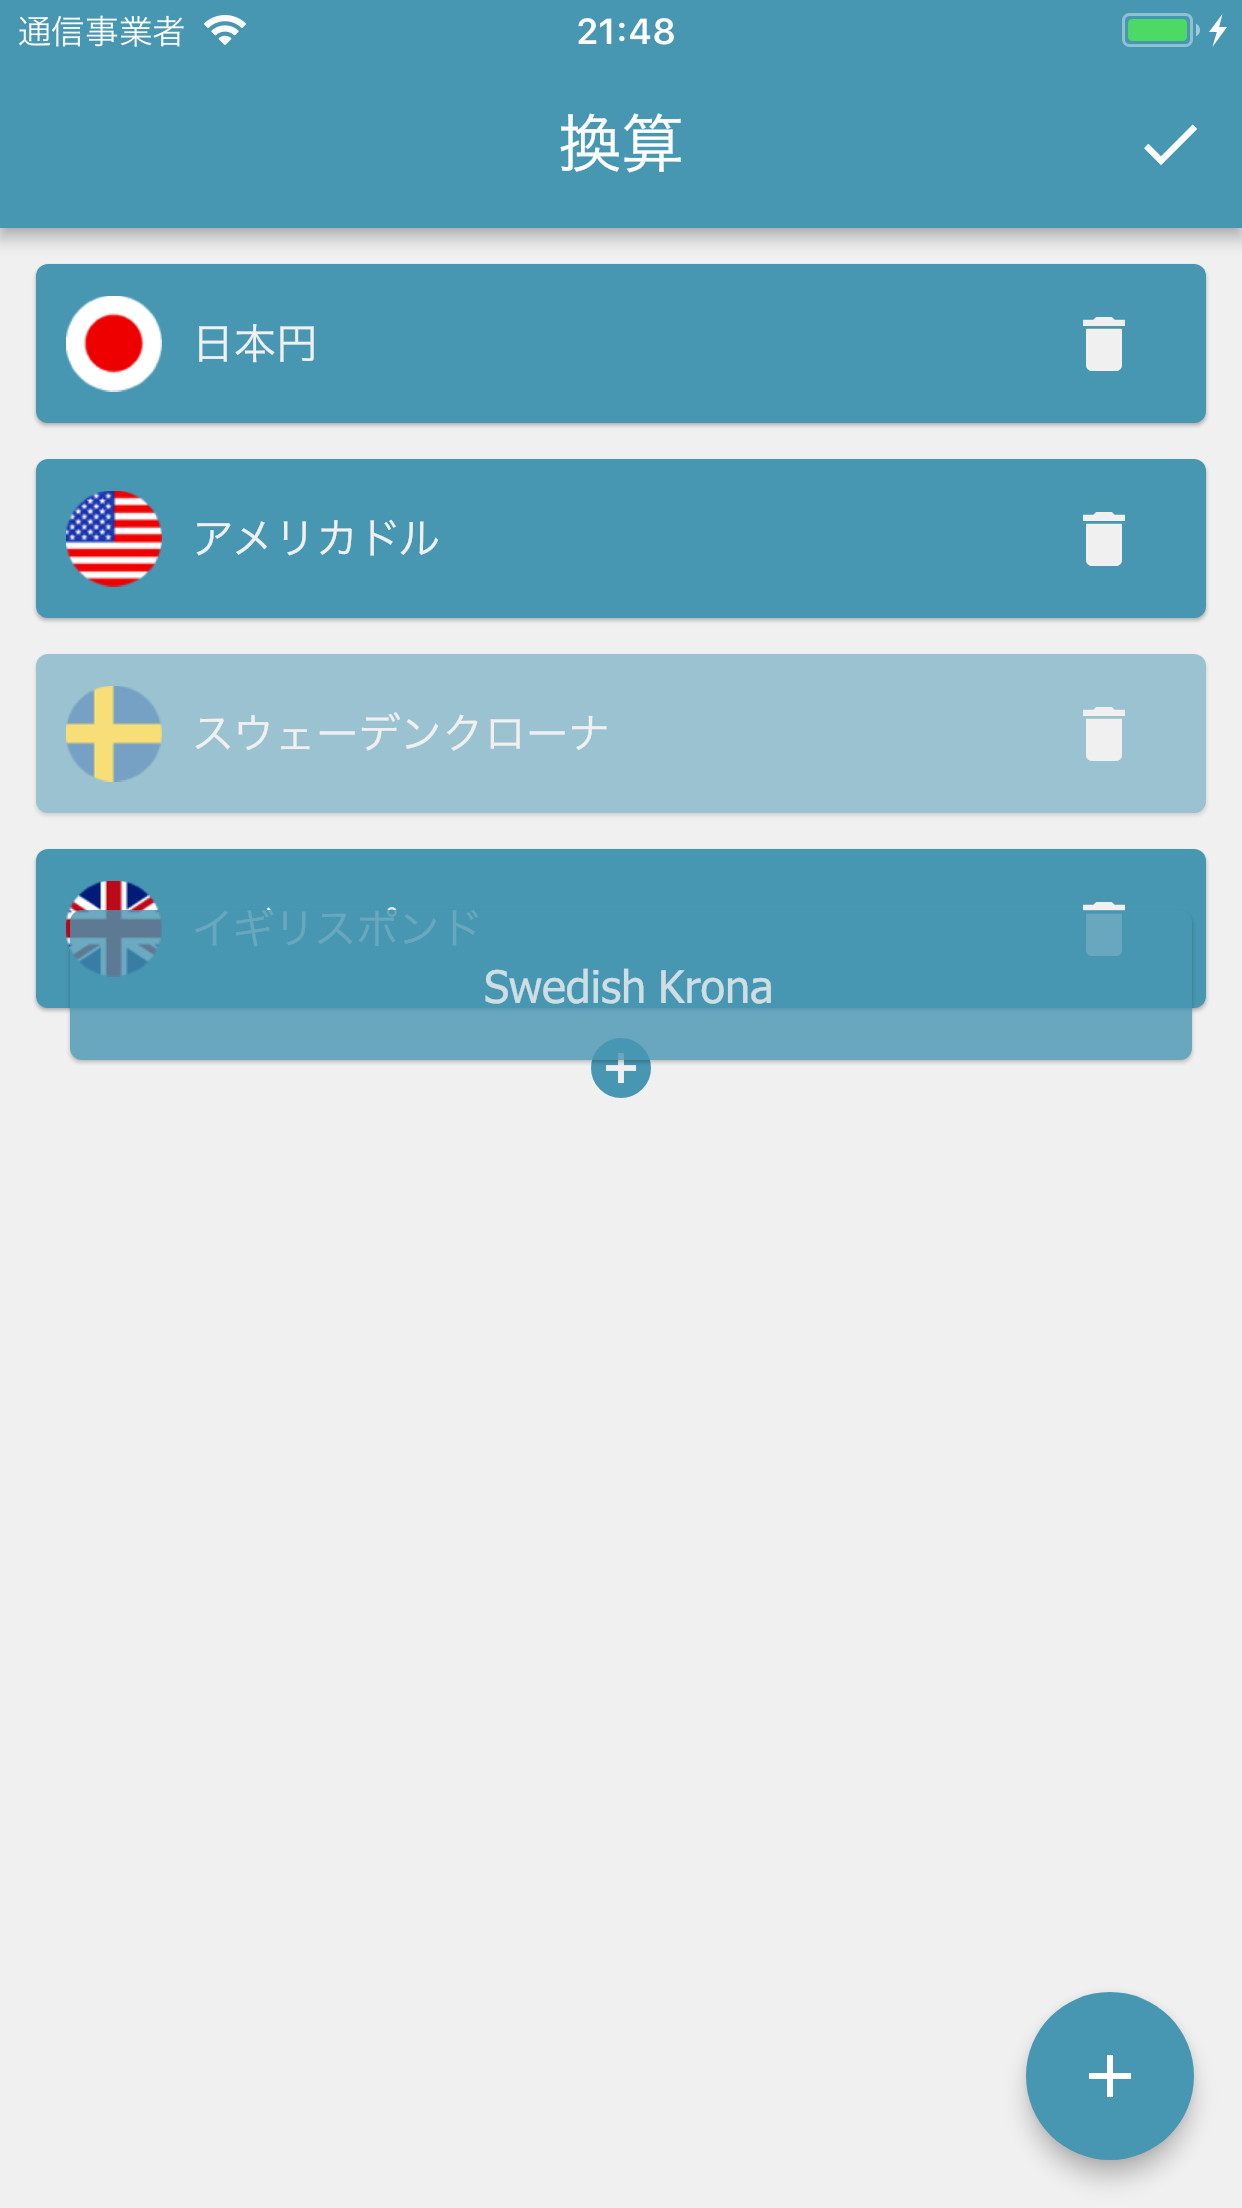 通信事業者 21:48
換算
日本円
アメリカドル
スウェーデンクローナ
イギリスポンド
Swedish Krona